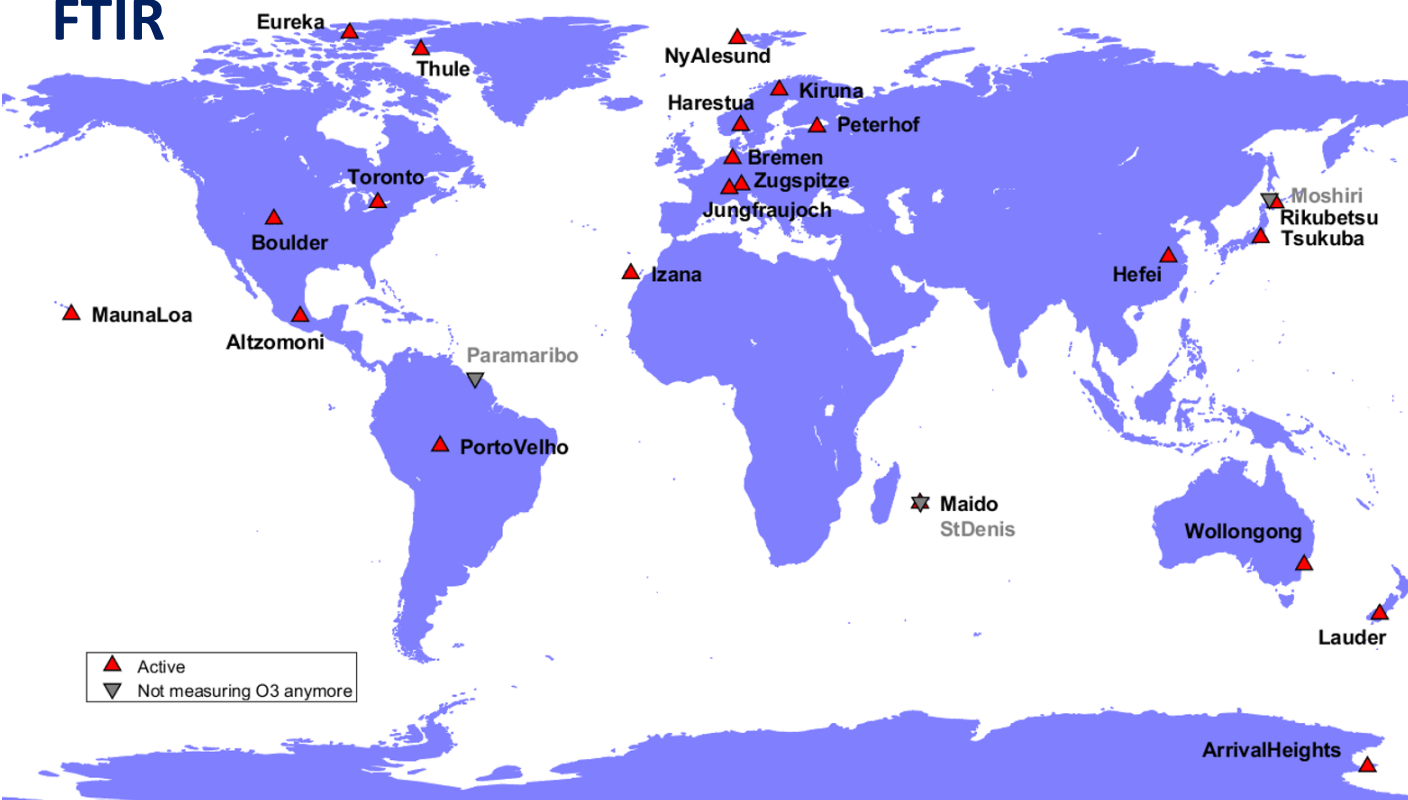 FTIR
Eureka
Thule
NyAlesund
Kiruna
Harestua
Peterhof
Bremen
Toronto
Zugspitze
Jungfraujoch
Moshiri
Rikubetsu
Tsukuba
Boulder
Hefei
Izana
MaunaLoa
Altzomoni
Paramaribo
PortoVelho
Maido
StDenis
Wollongong
Lauder
Active
Not measuring O3 anymore
ArrivalHeights